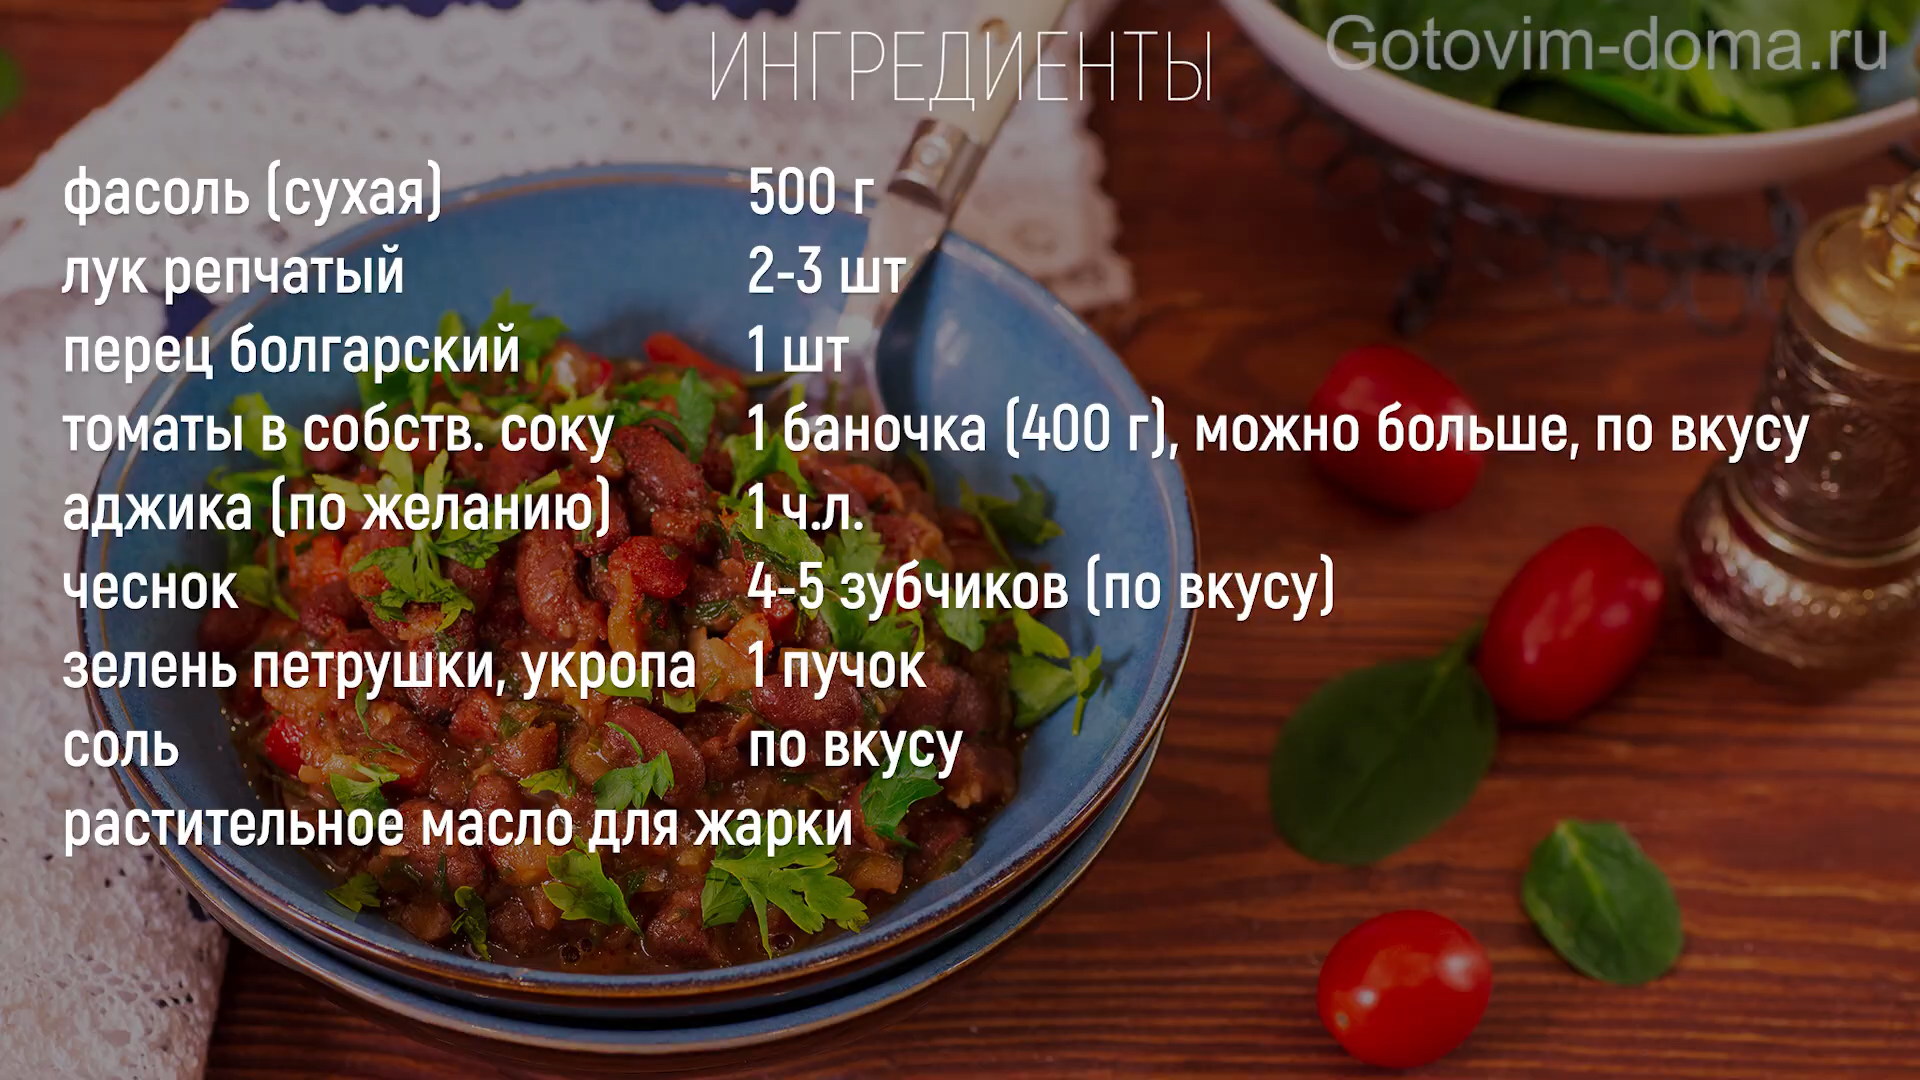 Gotovim-doma.ru
ИНГРЕДИЕНТЫ
фасоль (сухая) 500 г
лук репчатый 2-3 шт
перец болгарский 1 шт
томаты в собств. соку 1 баночка (400 г), можно больше, по вкусу
аджика (по желанию) 1 ч.л.
чеснок 4-5 зубчиков (по вкусу)
зелень петрушки, укропа 1 пучок
соль по вкусу
растительное масло для жарки